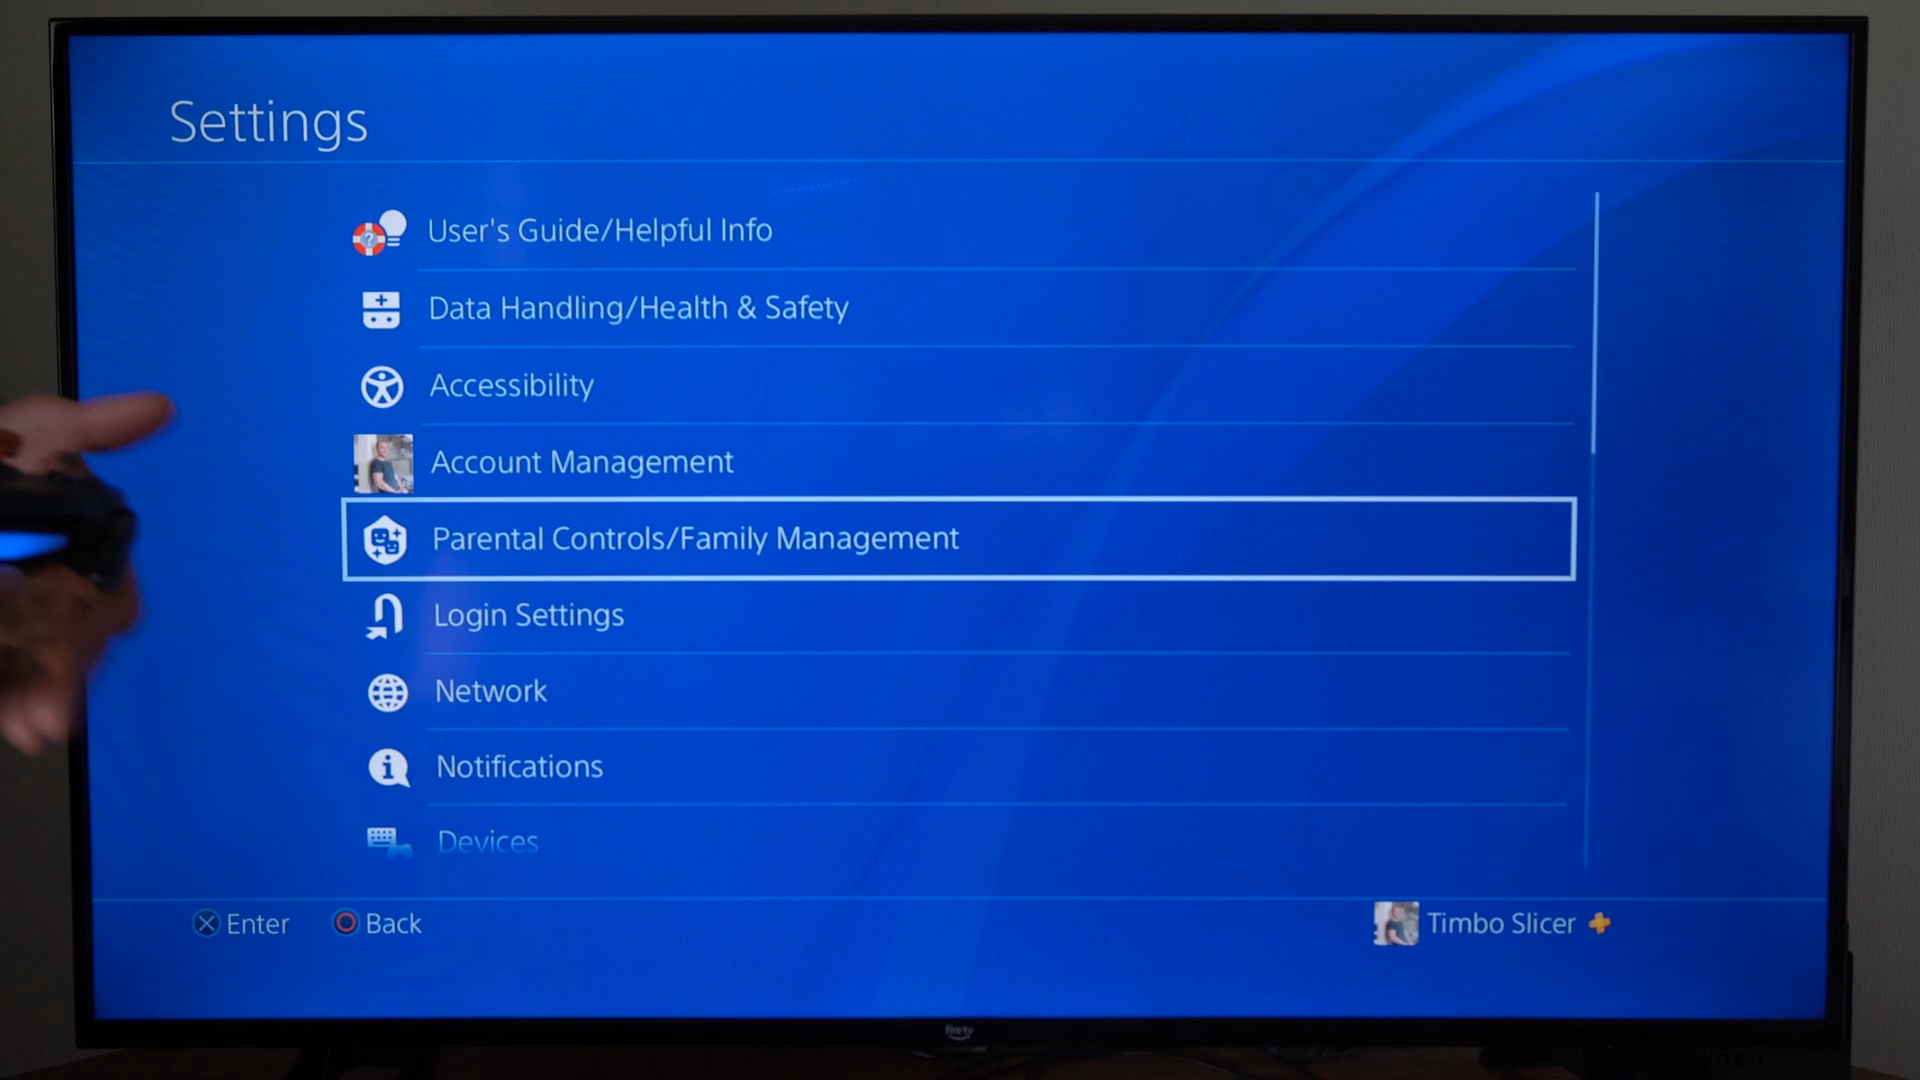 Settings
User's Guide/Helpful Info
Data Handling/Health & Safety
Accessibility
Account Management
Parental Controls/Family Management
Login Settings
Network
Notifications
Devices
Enter Back
Timbo Slicer
firetv